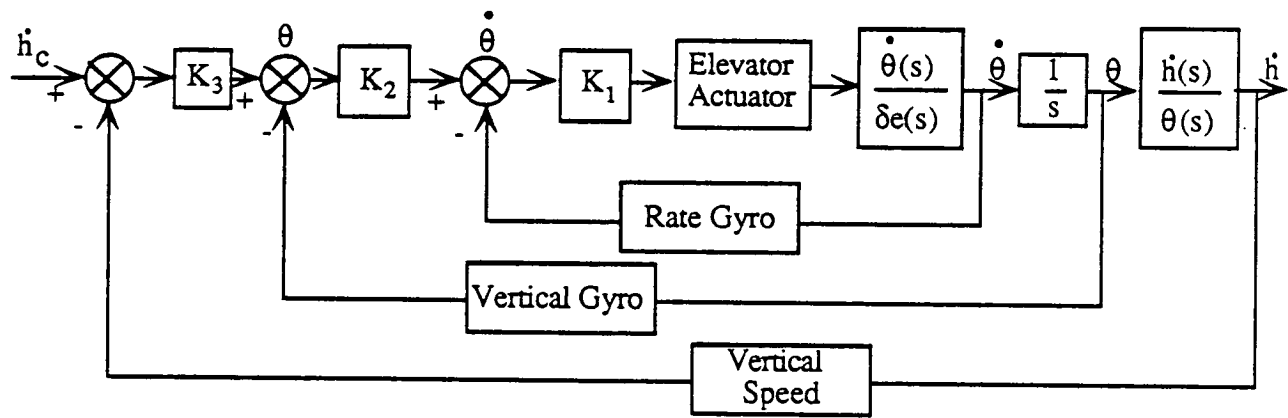 ḣc
+
-
K3
+
θ
-
K2
+
θ̇
-
K1
Elevator
Actuator
θ̇(s)
δe(s)
θ̇
1
s
θ
ḣ(s)
θ(s)
ḣ
Rate Gyro
Vertical Gyro
Vertical
Speed